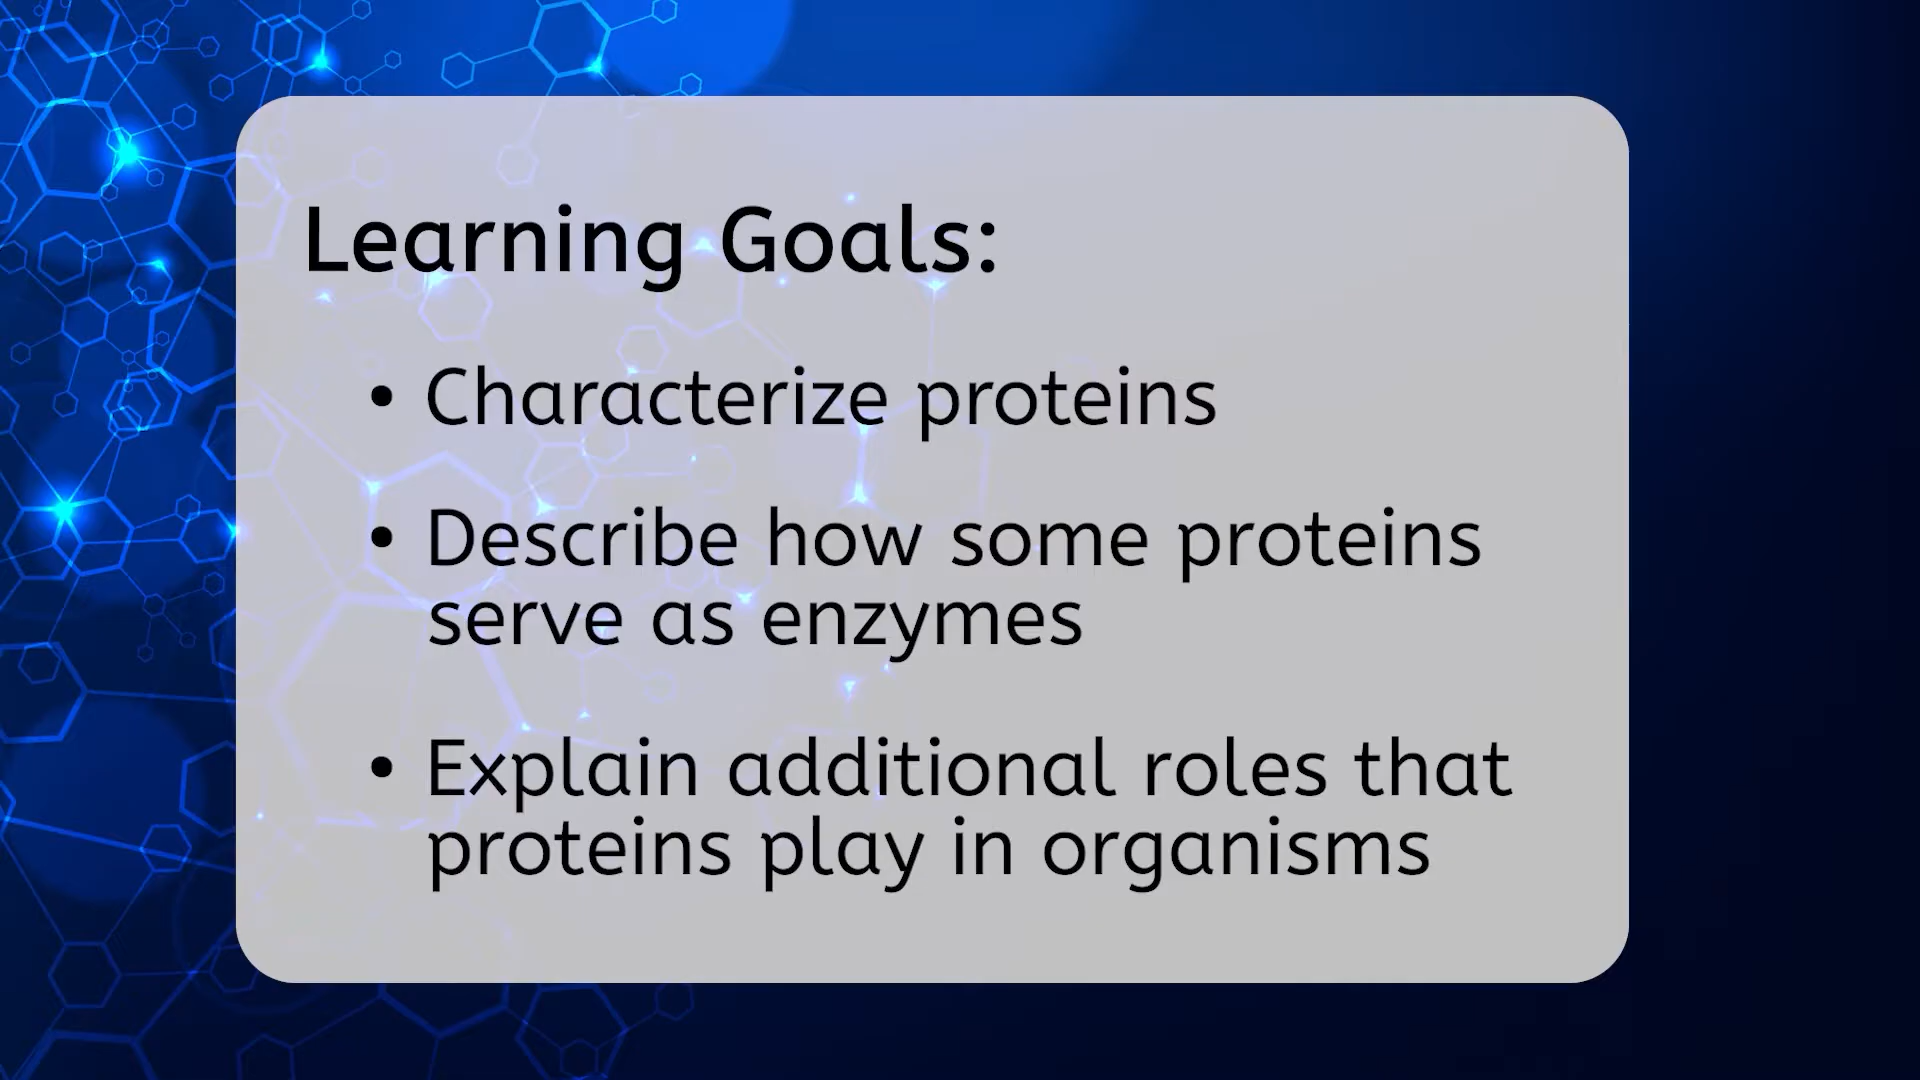 Learning Goals:
• Characterize proteins
• Describe how some proteins
serve as enzymes
• Explain additional roles that
proteins play in organisms